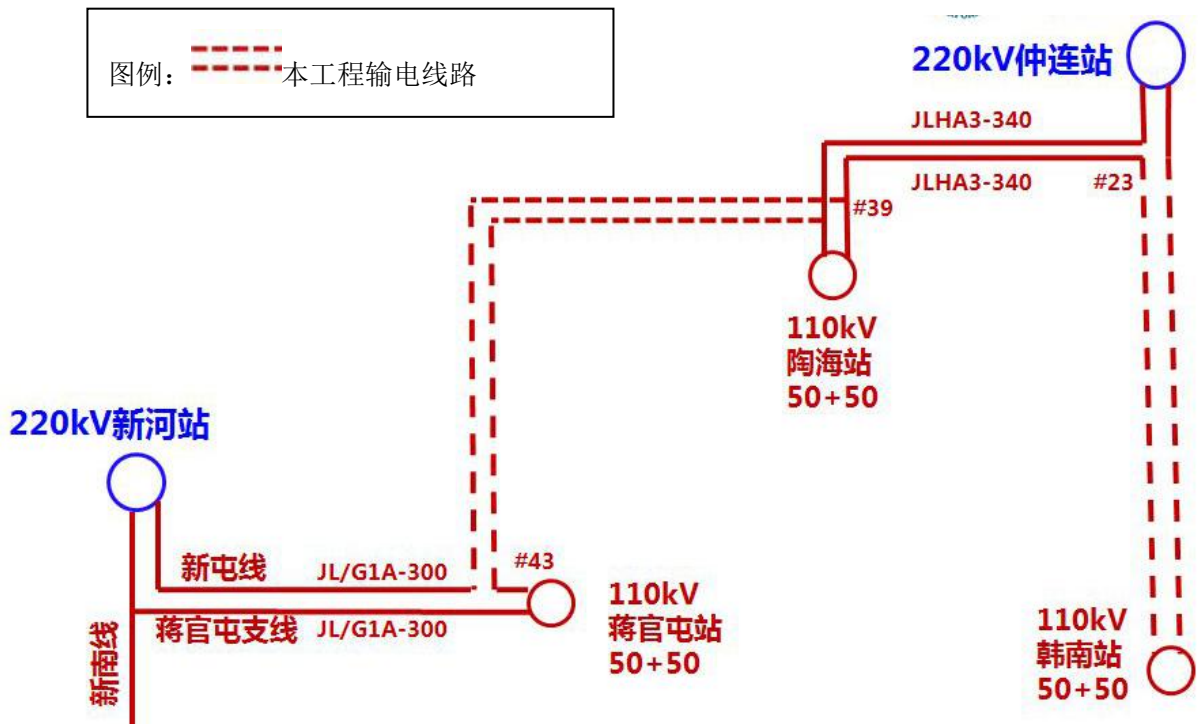 图例：本工程输电线路
220kV仲连站
JLHA3-340
JLHA3-340
#23
#39
110kV
陶海站
50+50
220kV新河站
新屯线
JL/G1A-300
#43
蒋官屯支线
JL/G1A-300
新南线
110kV
蒋官屯站
50+50
110kV
韩南站
50+50